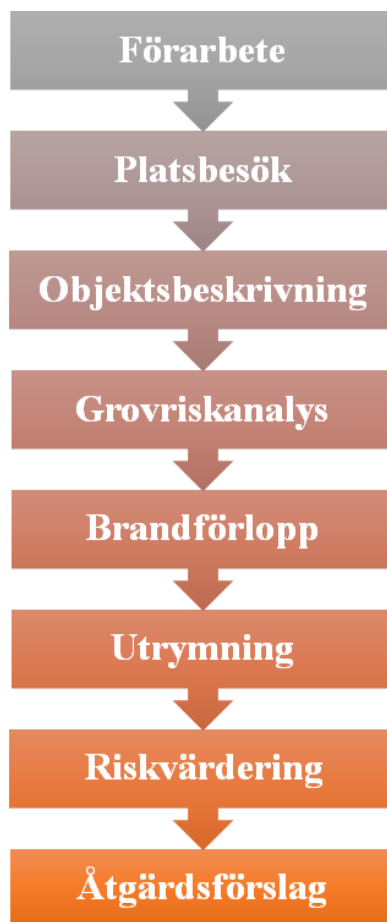 Förarbete
Platsbesök
Objektsbeskrivning
Grovriskanalys
Brandförlopp
Utrymning
Riskvärdering
Åtgärdsförslag